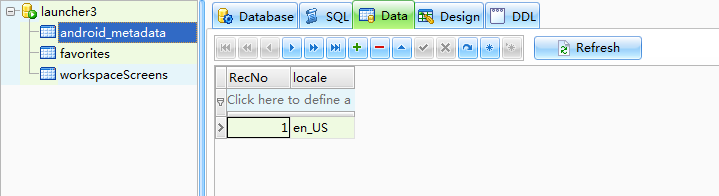 launcher3
android_metadata
favorites
workspaceScreens
Database SQL Data Design DDL
Refresh
RecNo locale
Click here to define a
1 en_US